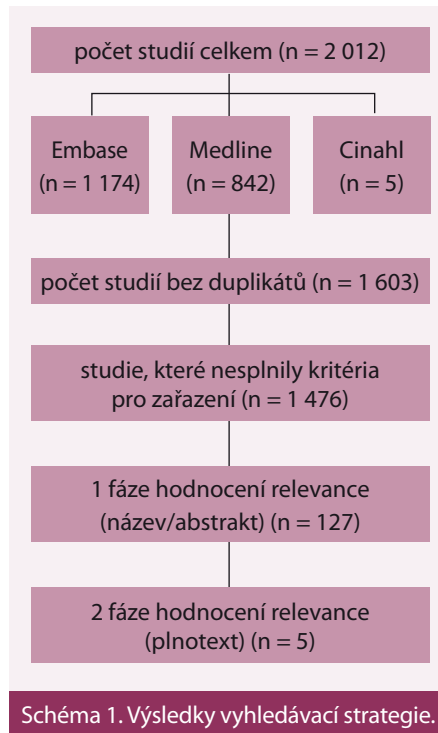 počet studií celkem (n = 2 012)
Embase
(n = 1 174)
Medline
(n = 842)
Cinahl
(n = 5)
počet studií bez duplikátů (n = 1 603)
studie, které nesplnily kritéria
pro zařazení (n = 1 476)
1 fáze hodnocení relevance
(název/abstrakt) (n = 127)
2 fáze hodnocení relevance
(plnotext) (n = 5)
Schéma 1. Výsledky vyhledávací strategie.